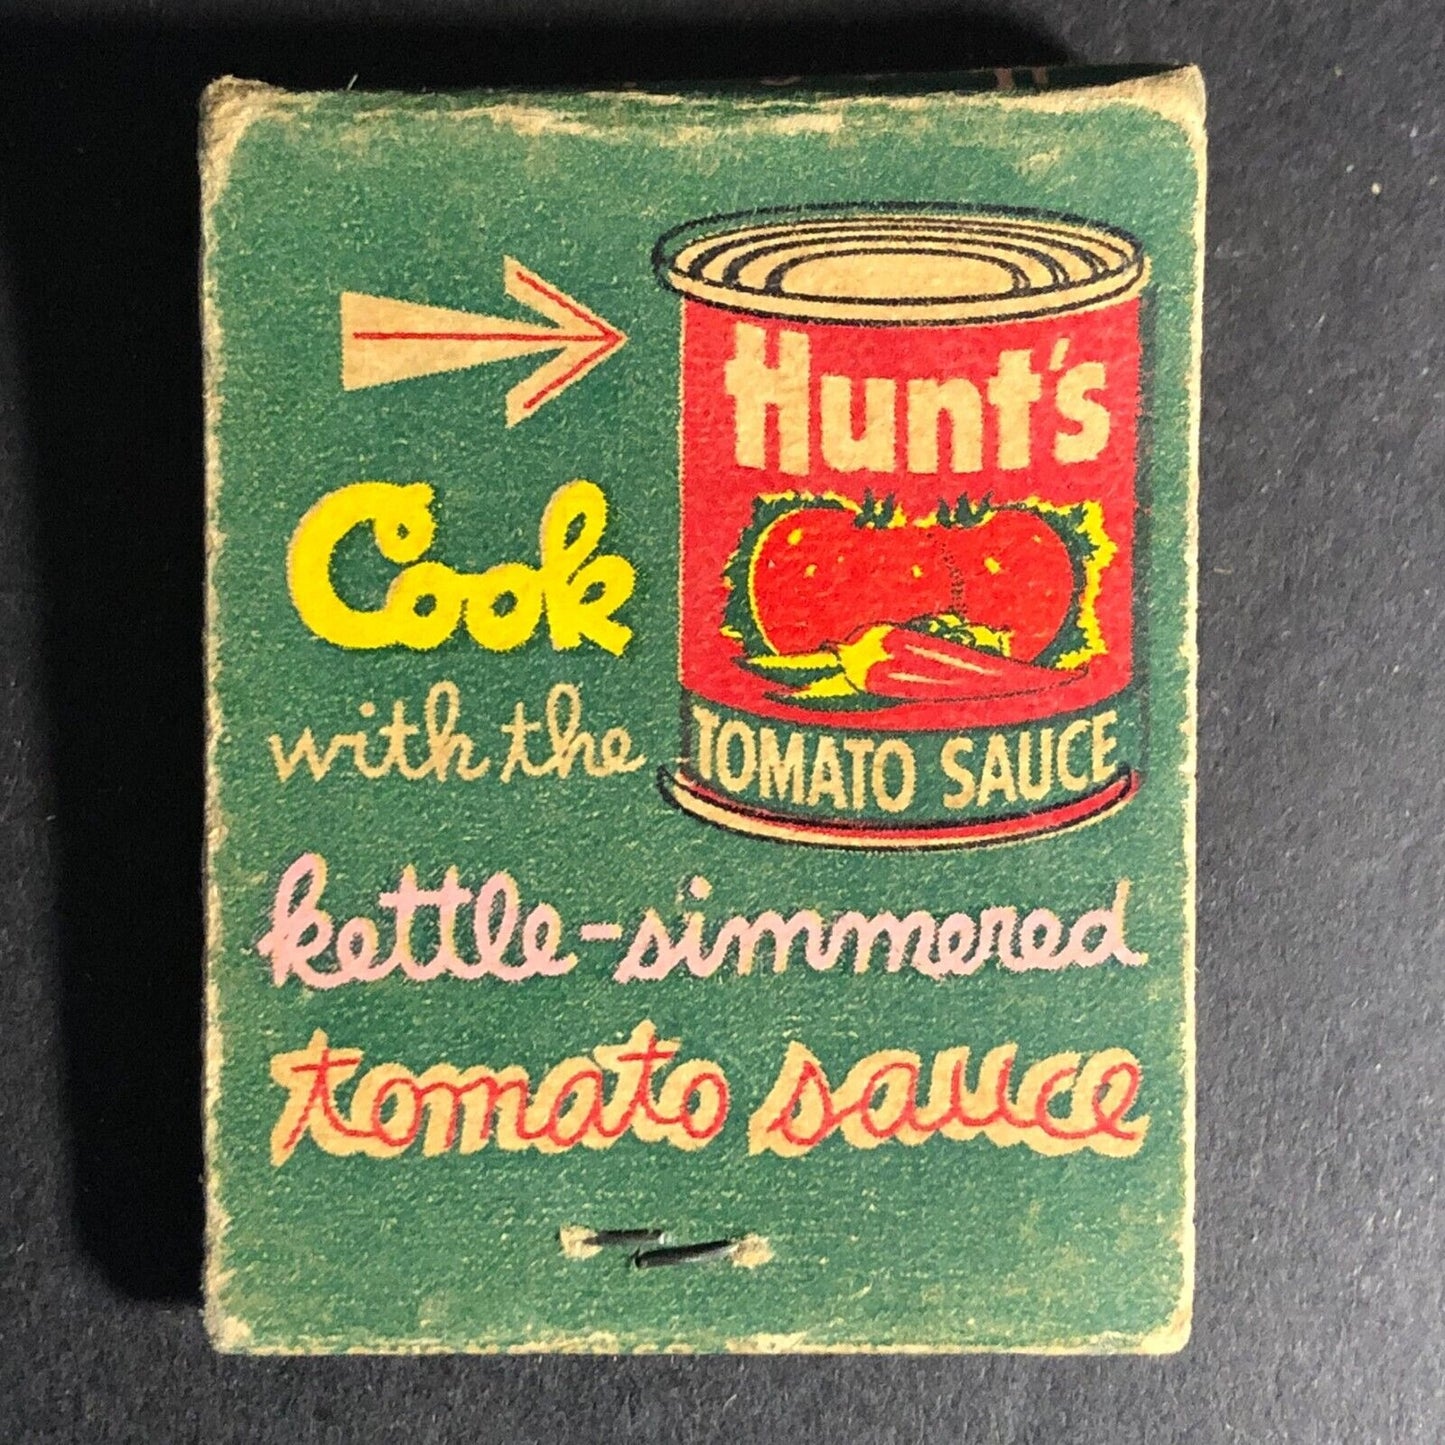 Hunt's
TOMATO SAUCE
Cook
with the
kettle-simmered
tomato sauce